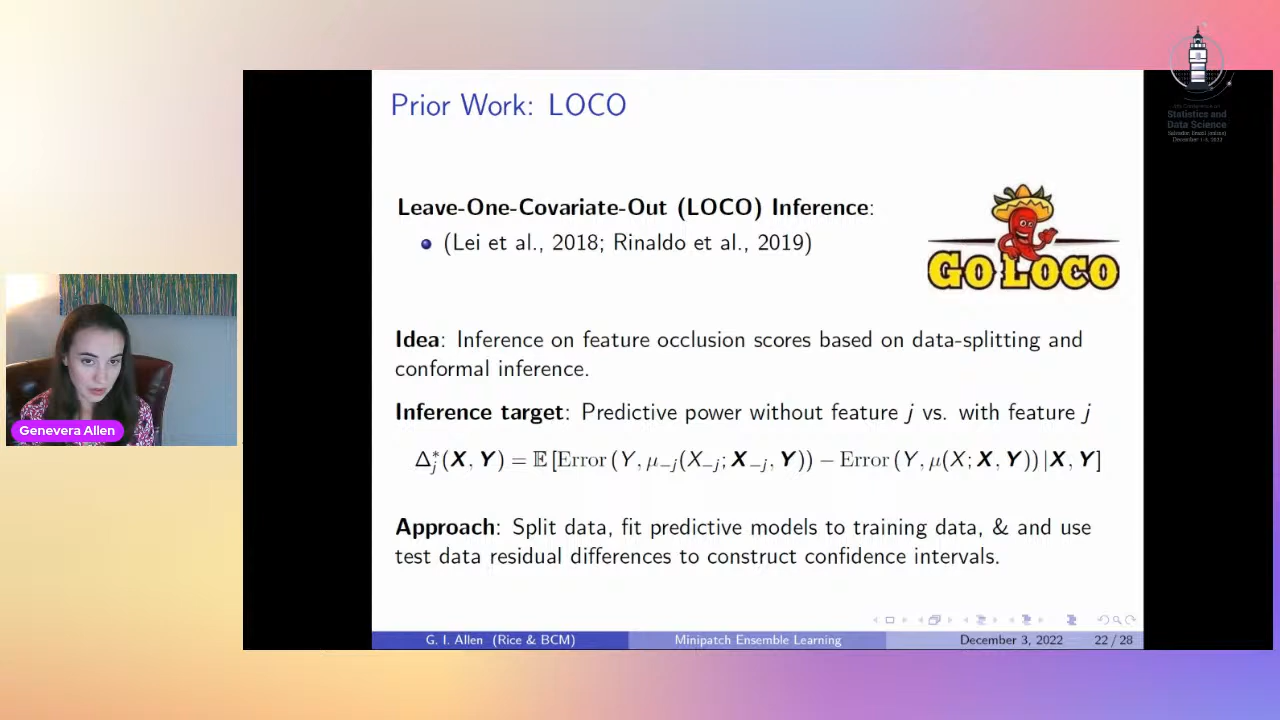 Prior Work: LOCO
Leave-One-Covariate-Out (LOCO) Inference:
(Lei et al., 2018; Rinaldo et al., 2019)
GO LOCO
Idea: Inference on feature occlusion scores based on data-splitting and
conformal inference.
Inference target: Predictive power without feature j vs. with feature j
Δ*_j(X, Y) = 𝔼 [Error (Y, μ_{−j}(X_{−j}; X_{−j}, Y)) − Error (Y, μ(X; X, Y)) |X, Y]
Approach: Split data, fit predictive models to training data, & and use
test data residual differences to construct confidence intervals.
G. I. Allen (Rice & BCM)
Minipatch Ensemble Learning
December 3, 2022
22 / 28
Genevera Allen
Statistics and
Data Science